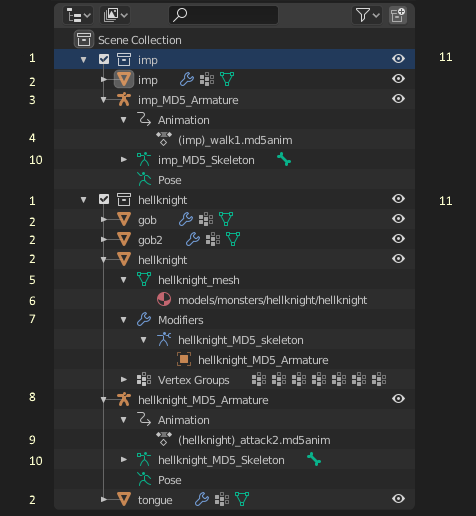 Scene Collection
1 imp 11
2 imp
3 imp_MD5_Armature
Animation
4 (imp)_walk1.md5anim
10 imp_MD5_Skeleton
Pose
1 hellknight 11
2 gob
2 gob2
2 hellknight
5 hellknight_mesh
6 models/monsters/hellknight/hellknight
7 Modifiers
hellknight_MD5_skeleton
hellknight_MD5_Armature
Vertex Groups
8 hellknight_MD5_Armature
Animation
9 (hellknight)_attack2.md5anim
10 hellknight_MD5_Skeleton
Pose
2 tongue